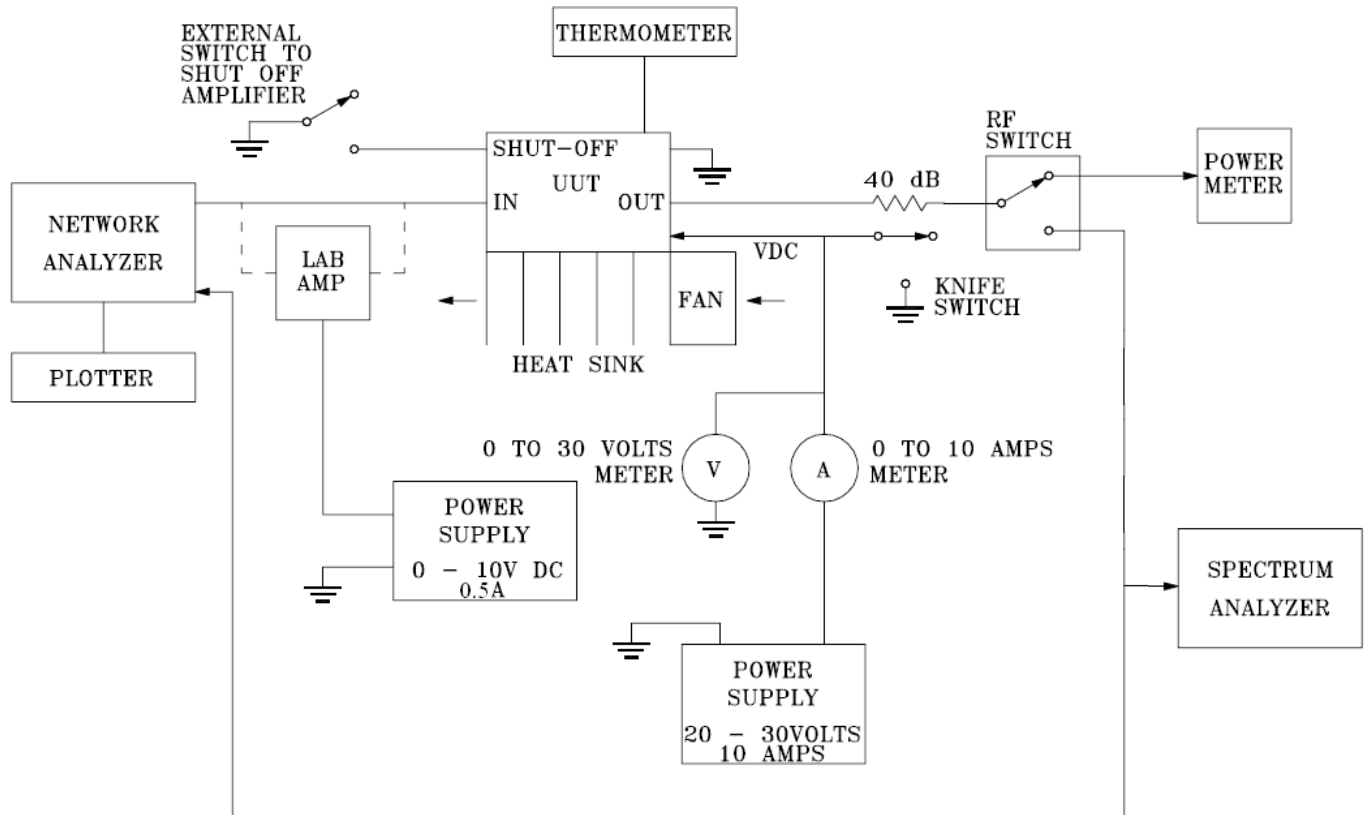 THERMOMETER
EXTERNAL
SWITCH TO
SHUT OFF
AMPLIFIER
RF
SWITCH
SHUT-OFF
UUT
IN
OUT
40 dB
POWER
METER
NETWORK
ANALYZER
LAB
AMP
VDC
FAN
KNIFE
SWITCH
PLOTTER
HEAT SINK
0 TO 30 VOLTS
METER
V
A
0 TO 10 AMPS
METER
POWER
SUPPLY
0 - 10V DC
0.5A
SPECTRUM
ANALYZER
POWER
SUPPLY
20 - 30VOLTS
10 AMPS